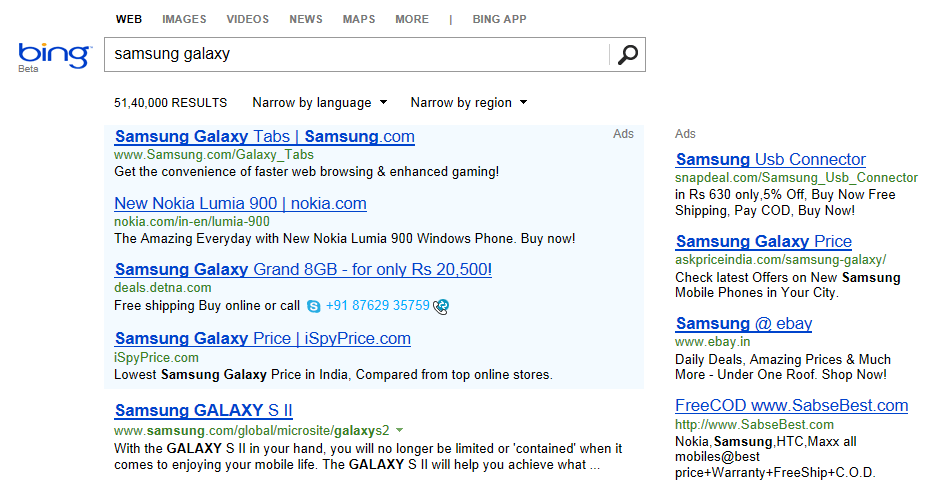 WEB IMAGES VIDEOS NEWS MAPS MORE | BING APP
bing
Beta
samsung galaxy
51,40,000 RESULTS Narrow by language Narrow by region
Ads
Samsung Galaxy Tabs | Samsung.com
www.Samsung.com/Galaxy_Tabs
Get the convenience of faster web browsing & enhanced gaming!
New Nokia Lumia 900 | nokia.com
nokia.com/in-en/lumia-900
The Amazing Everyday with New Nokia Lumia 900 Windows Phone. Buy now!
Samsung Galaxy Grand 8GB - for only Rs 20,500!
deals.detna.com
Free shipping Buy online or call +91 87629 35759
Samsung Galaxy Price | iSpyPrice.com
iSpyPrice.com
Lowest Samsung Galaxy Price in India, Compared from top online stores.
Samsung GALAXY S II
www.samsung.com/global/microsite/galaxys2
With the GALAXY S II in your hand, you will no longer be limited or 'contained' when it
comes to enjoying your mobile life. The GALAXY S II will help you achieve what ...
Ads
Samsung Usb Connector
snapdeal.com/Samsung_Usb_Connector
in Rs 630 only,5% Off, Buy Now Free
Shipping, Pay COD, Buy Now!
Samsung Galaxy Price
askpriceindia.com/samsung-galaxy/
Check latest Offers on New Samsung
Mobile Phones in Your City.
Samsung @ ebay
www.ebay.in
Daily Deals, Amazing Prices & Much
More - Under One Roof. Shop Now!
FreeCOD www.SabseBest.com
http://www.SabseBest.com
Nokia,Samsung,HTC,Maxx all
mobiles@best
price+Warranty+FreeShip+C.O.D.